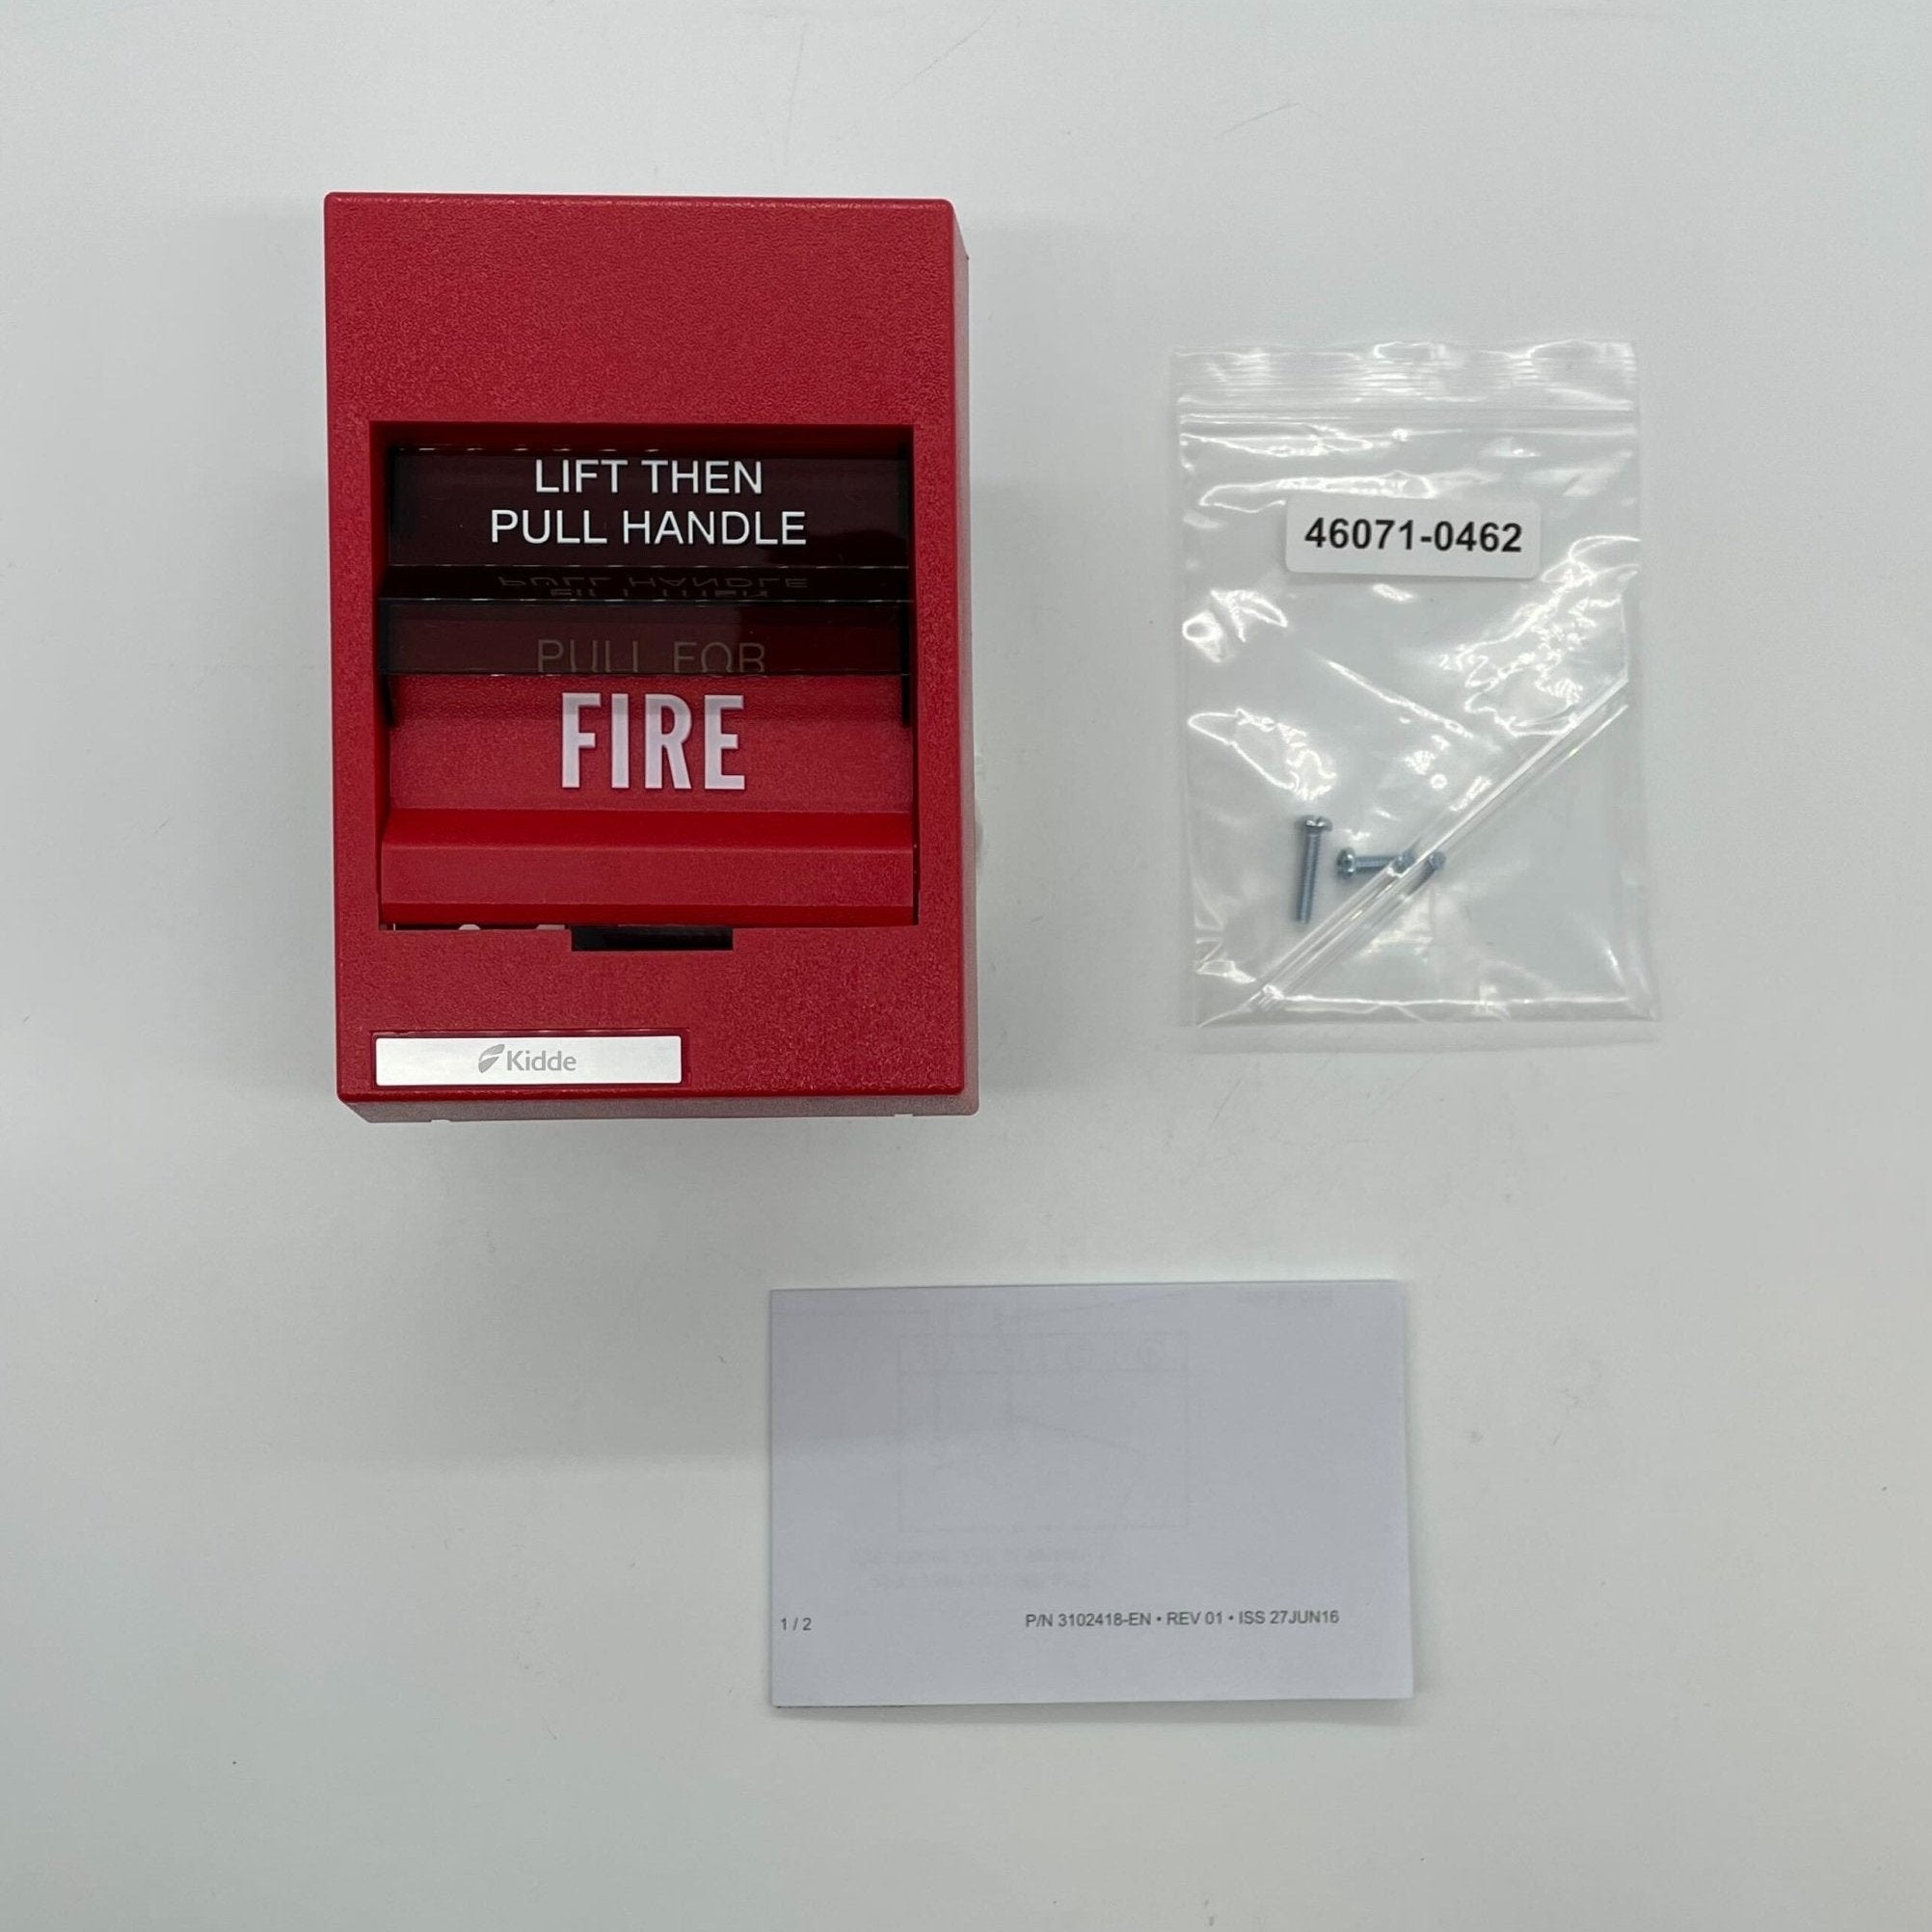 LIFT THEN
PULL HANDLE
PULL FOR
FIRE
Kidde
46071-0462
1 / 2
P/N 3102418-EN • REV 01 • ISS 27JUN16